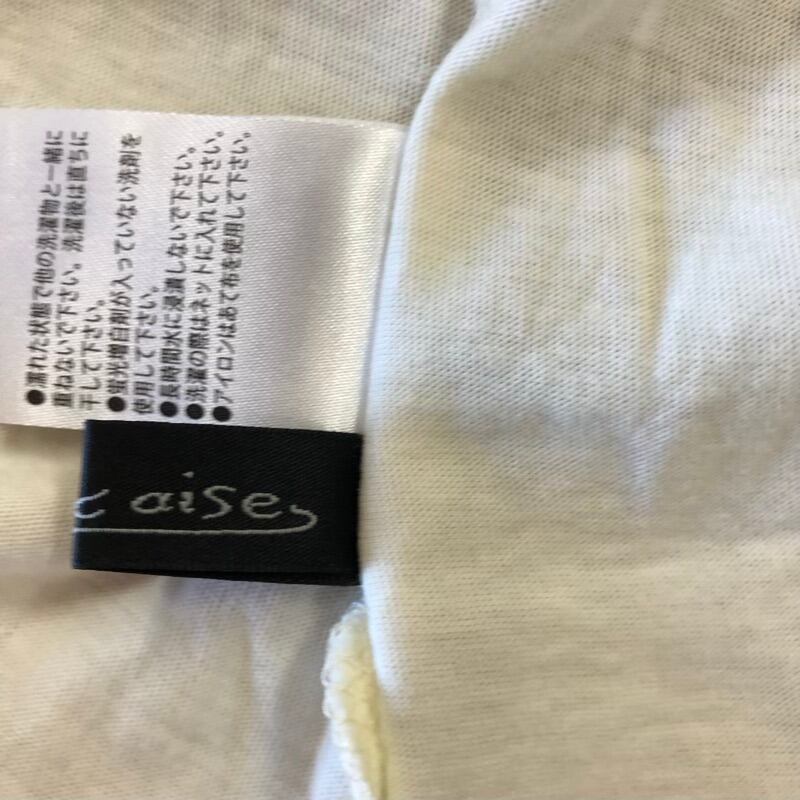 ●濡れた状態で他の洗濯物と一緒に
重ねないで下さい。洗濯後は直ちに
干して下さい。
●蛍光増白剤が入っていない洗剤を
使用して下さい。
●長時間水に浸漬しないで下さい。
●洗濯の際はネットに入れて下さい。
●アイロンはあて布を使用して下さい。
aise